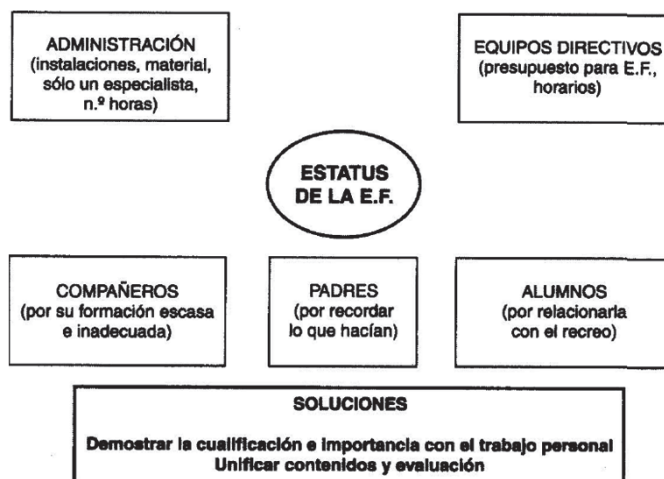 ADMINISTRACIÓN
(instalaciones, material,
sólo un especialista,
n.º horas)
EQUIPOS DIRECTIVOS
(presupuesto para E.F.,
horarios)
ESTATUS
DE LA E.F.
COMPAÑEROS
(por su formación escasa
e inadecuada)
PADRES
(por recordar
lo que hacían)
ALUMNOS
(por relacionarla
con el recreo)
SOLUCIONES
Demostrar la cualificación e importancia con el trabajo personal
Unificar contenidos y evaluación